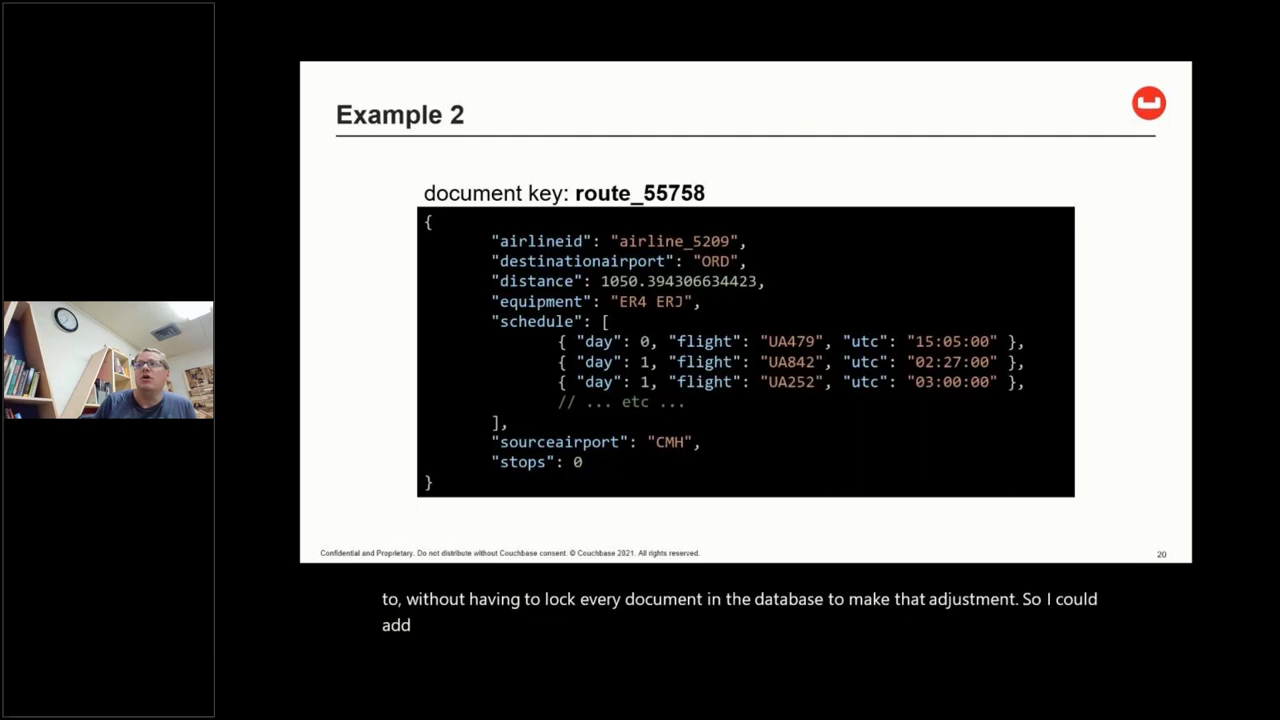 Example 2
document key: route_55758
{
"airlineid": "airline_5209",
"destinationairport": "ORD",
"distance": 1050.394306634423,
"equipment": "ER4 ERJ",
"schedule": [
{ "day": 0, "flight": "UA479", "utc": "15:05:00" },
{ "day": 1, "flight": "UA842", "utc": "02:27:00" },
{ "day": 1, "flight": "UA252", "utc": "03:00:00" },
// ... etc ...
],
"sourceairport": "CMH",
"stops": 0
}
Confidential and Proprietary. Do not distribute without Couchbase consent. © Couchbase 2021. All rights reserved.
20
to, without having to lock every document in the database to make that adjustment. So I could
add